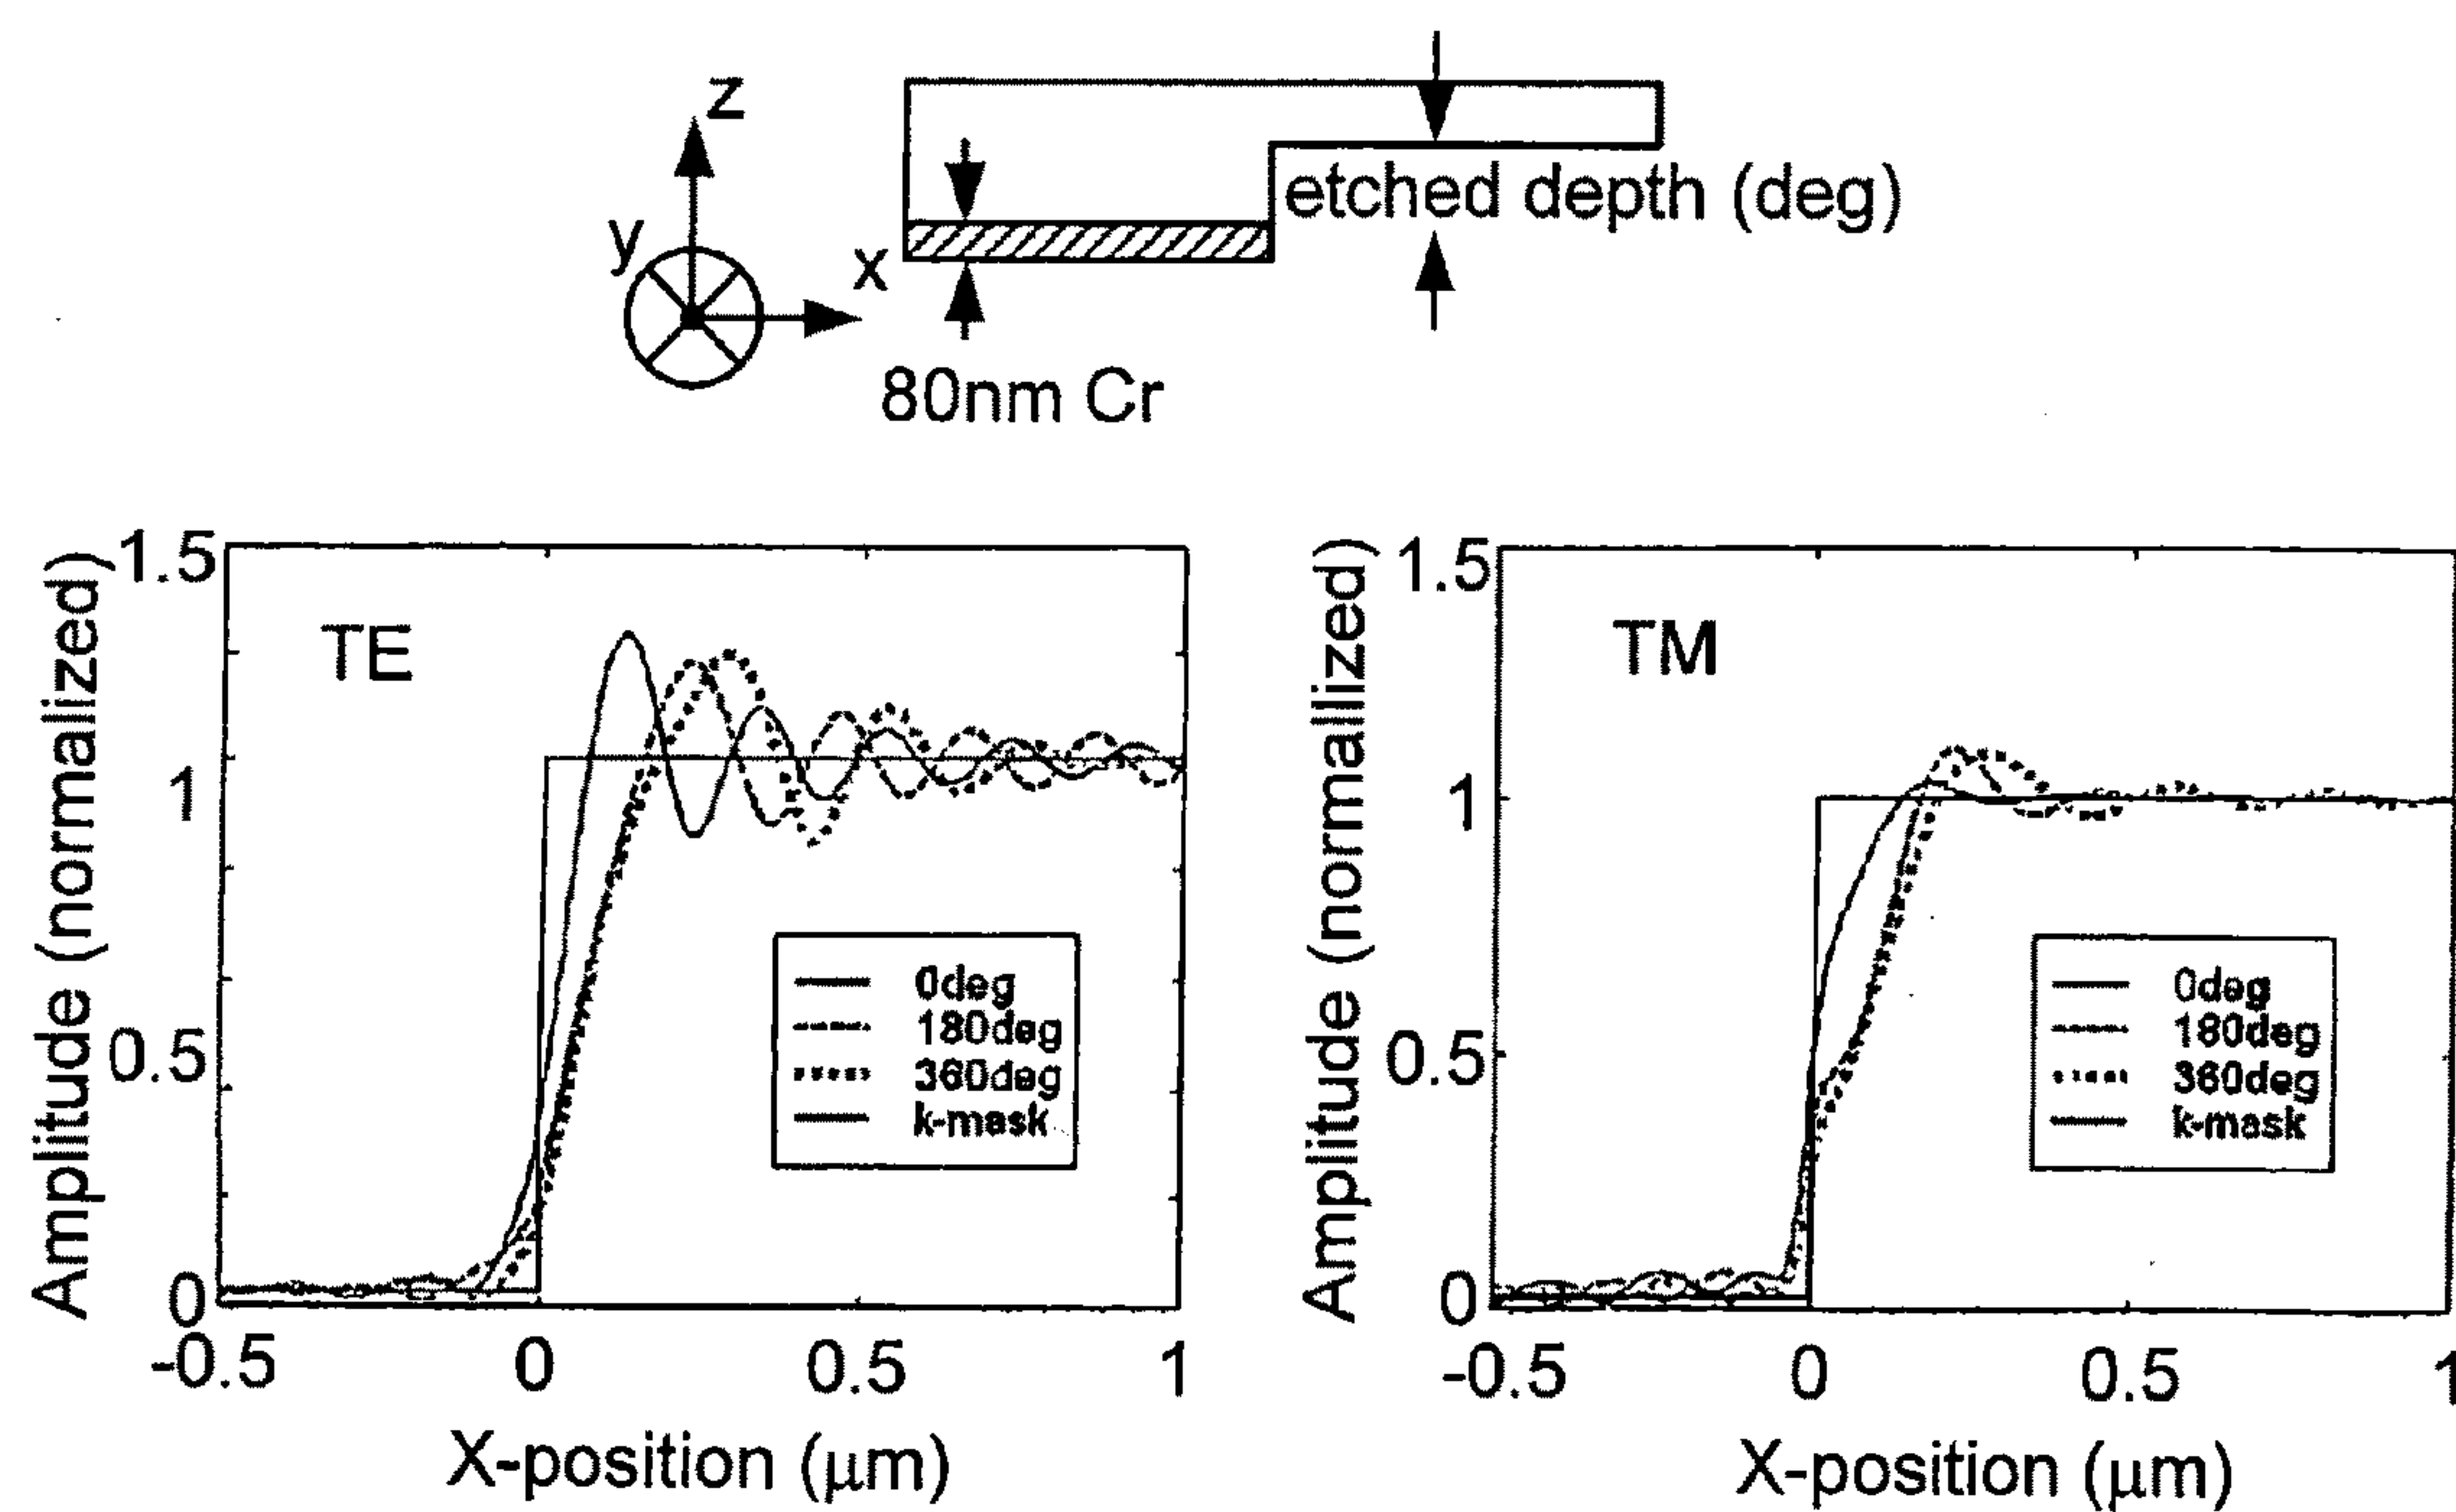 z
y
x
etched depth (deg)
80nm Cr
Amplitude (normalized)
1.5
1
0.5
0
TE
0deg
180deg
360deg
k-mask
-0.5
0
0.5
1
X-position (μm)
Amplitude (normalized)
1.5
1
0.5
0
TM
0deg
180deg
360deg
k-mask
-0.5
0
0.5
1
X-position (μm)